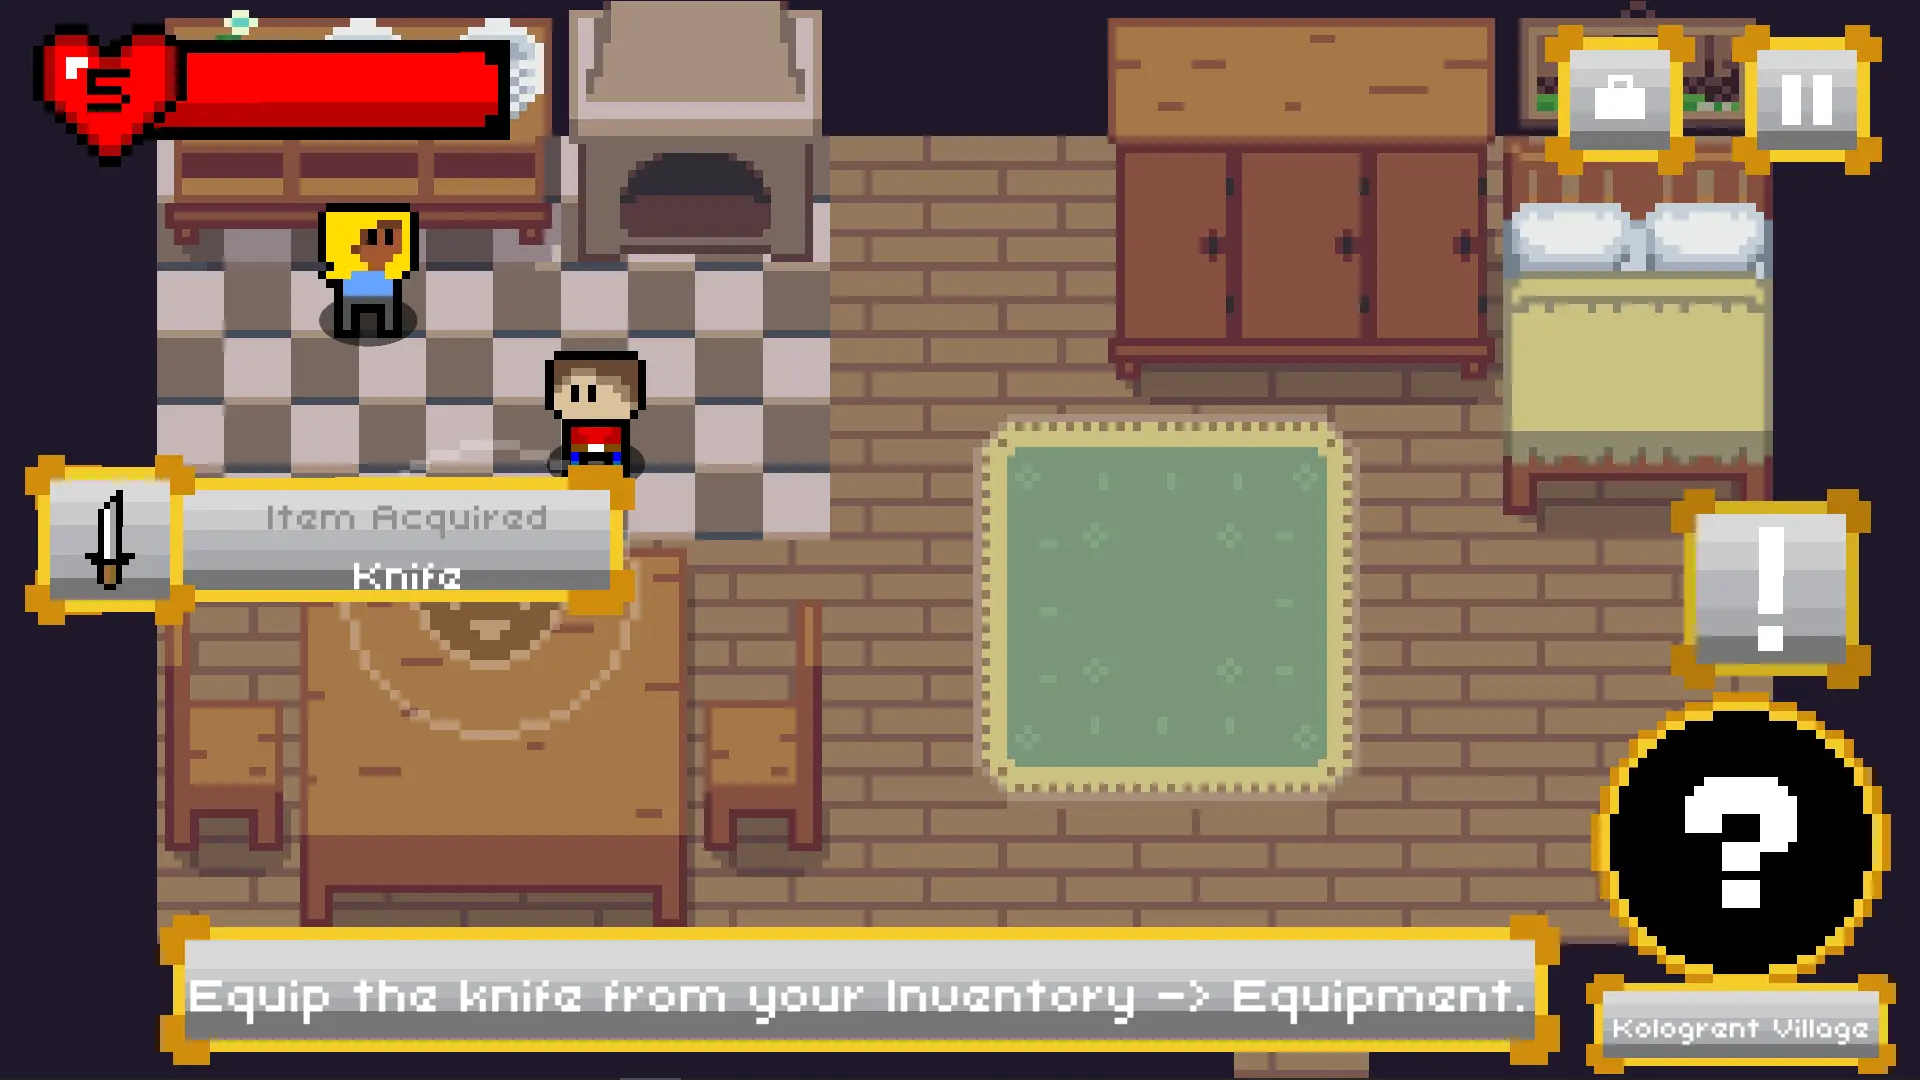 5
Item Acquired
Knife
!
?
Equip the knife from your Inventory -> Equipment.
Kologrent Village